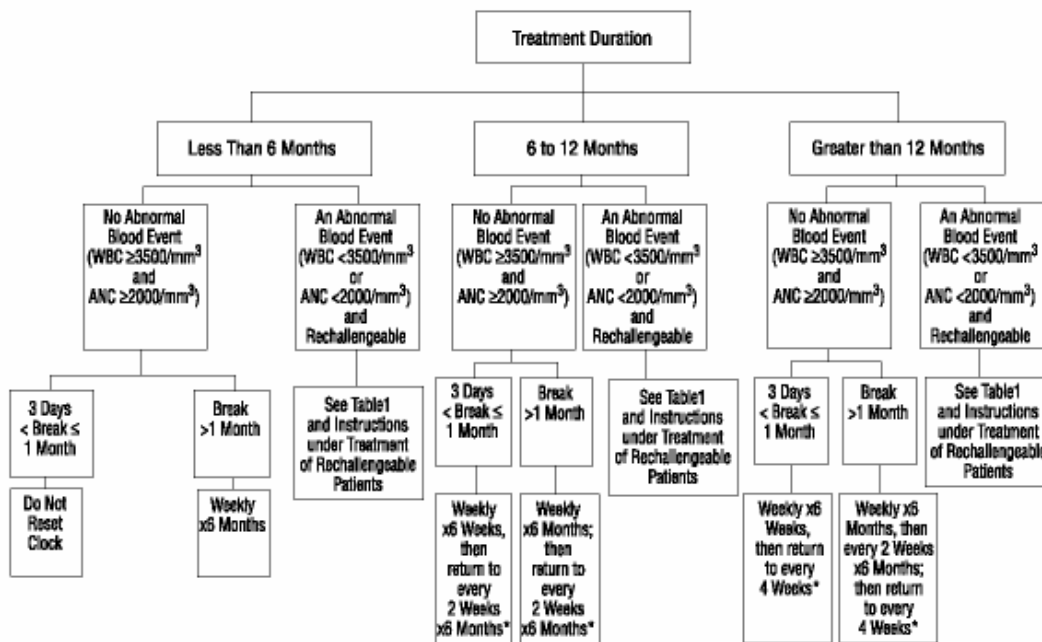 Treatment Duration
Less Than 6 Months
6 to 12 Months
Greater than 12 Months
No Abnormal
Blood Event
(WBC ≥3500/mm³
and
ANC ≥2000/mm³)
An Abnormal
Blood Event
(WBC <3500/mm³
or
ANC <2000/mm³)
and
Rechallengeable
No Abnormal
Blood Event
(WBC ≥3500/mm³
and
ANC ≥2000/mm³)
An Abnormal
Blood Event
(WBC <3500/mm³
or
ANC <2000/mm³)
and
Rechallengeable
No Abnormal
Blood Event
(WBC ≥3500/mm³
and
ANC ≥2000/mm³)
An Abnormal
Blood Event
(WBC <3500/mm³
or
ANC <2000/mm³)
and
Rechallengeable
3 Days
< Break ≤
1 Month
Break
>1 Month
See Table1
and Instructions
under Treatment
of Rechallengeable
Patients
3 Days
< Break ≤
1 Month
Break
>1 Month
See Table1
and Instructions
under Treatment
of Rechallengeable
Patients
3 Days
< Break ≤
1 Month
Break
>1 Month
See Table1
and Instructions
under Treatment
of Rechallengeable
Patients
Do Not
Reset
Clock
Weekly
x6 Months
Weekly
x6 Weeks,
then
return to
every
2 Weeks
x6 Months*
Weekly
x6 Months;
then
return to
every
2 Weeks
x6 Months*
Weekly x6
Weeks,
then return
to every
4 Weeks*
Weekly x6
Months, then
every 2 Weeks
x6 Months;
then return
to every
4 Weeks*